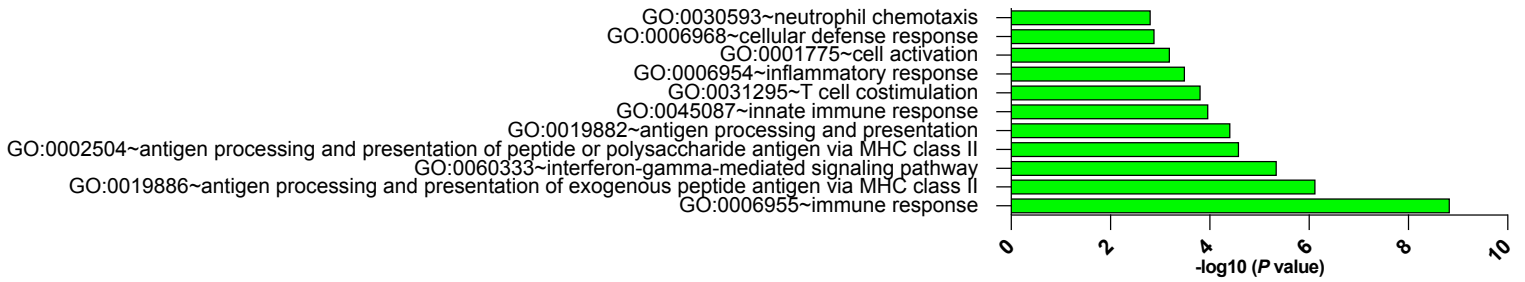 GO:0030593~neutrophil chemotaxis
GO:0006968~cellular defense response
GO:0001775~cell activation
GO:0006954~inflammatory response
GO:0031295~T cell costimulation
GO:0045087~innate immune response
GO:0019882~antigen processing and presentation
GO:0002504~antigen processing and presentation of peptide or polysaccharide antigen via MHC class II
GO:0060333~interferon-gamma-mediated signaling pathway
GO:0019886~antigen processing and presentation of exogenous peptide antigen via MHC class II
GO:0006955~immune response
0 2 4 6 8 10
-log10 (P value)